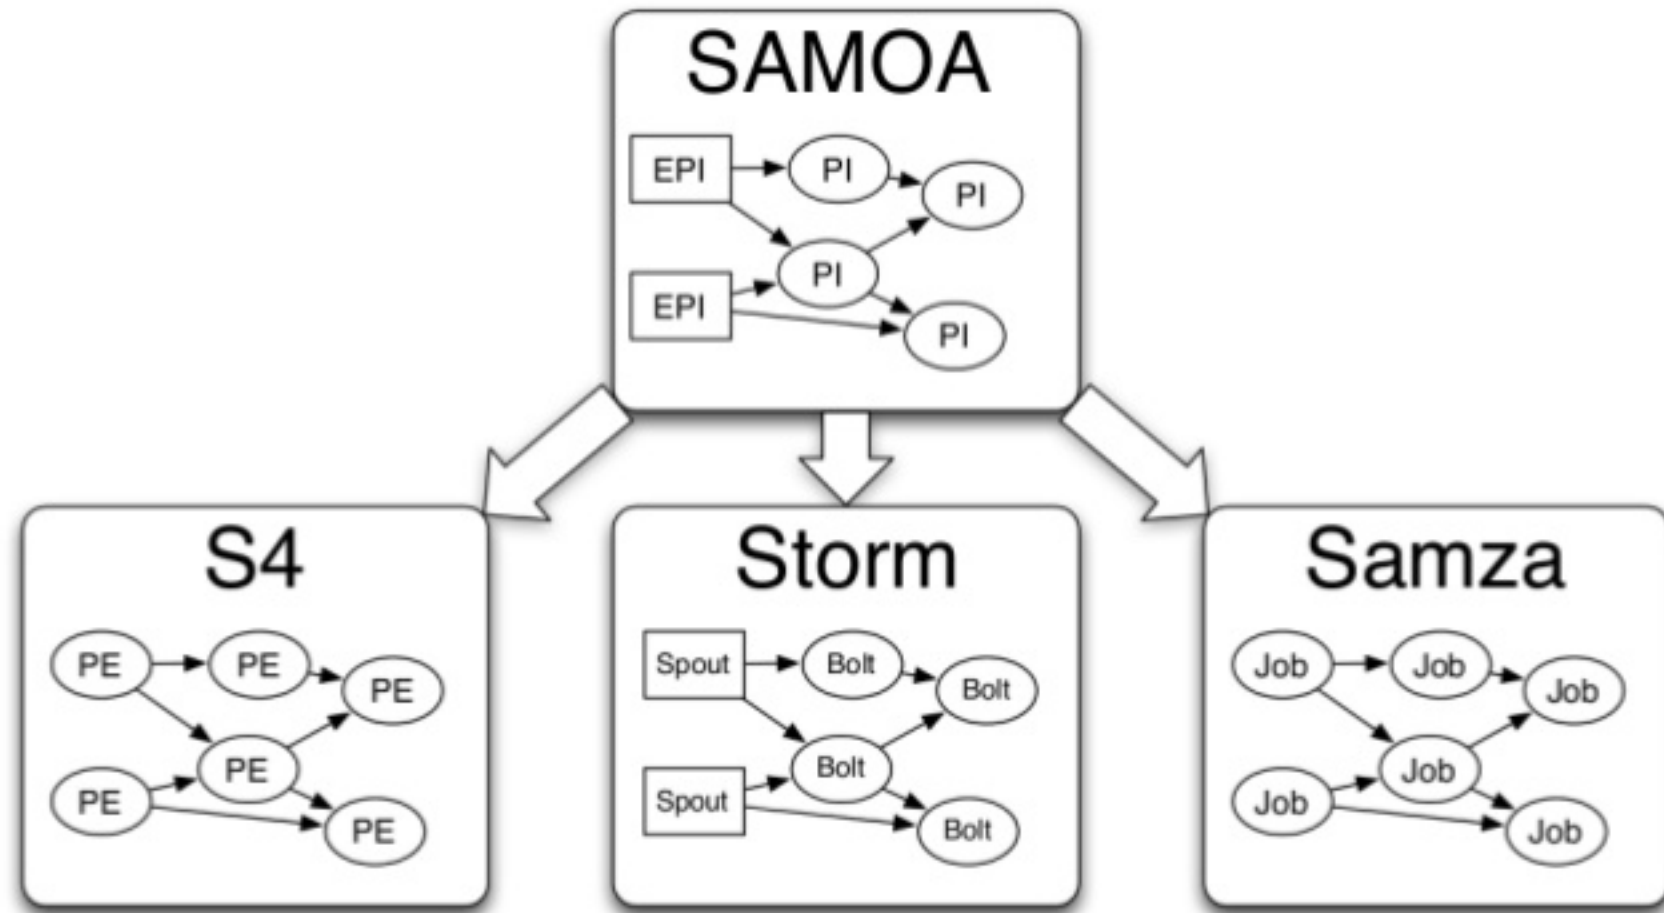 SAMOA
EPI PI PI
EPI PI PI
S4
PE PE PE
PE PE PE
Storm
Spout Bolt Bolt
Spout Bolt Bolt
Samza
Job Job Job
Job Job Job